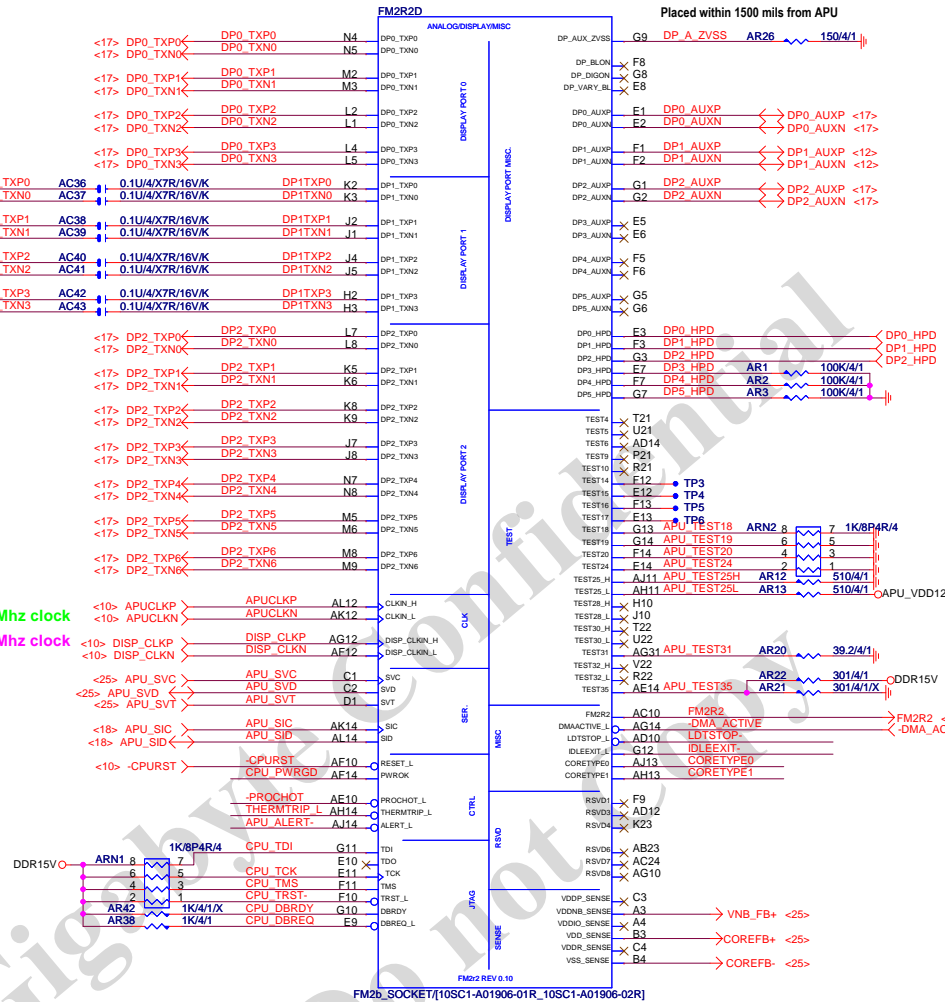 FM2R2D
Placed within 1500 mils from APU
ANALOG/DISPLAY/MISC
<17> DP0_TXP0 DP0_TXP0 N4 DP0_TXP0
<17> DP0_TXN0 DP0_TXN0 N5 DP0_TXN0
<17> DP0_TXP1 DP0_TXP1 M2 DP0_TXP1
<17> DP0_TXN1 DP0_TXN1 M3 DP0_TXN1
<17> DP0_TXP2 DP0_TXP2 L2 DP0_TXP2
<17> DP0_TXN2 DP0_TXN2 L1 DP0_TXN2
<17> DP0_TXP3 DP0_TXP3 L4 DP0_TXP3
<17> DP0_TXN3 DP0_TXN3 L5 DP0_TXN3
_TXP0 AC36 0.1U/4/X7R/16V/K DP1TXP0 K2 DP1_TXP0
_TXN0 AC37 0.1U/4/X7R/16V/K DP1TXN0 K3 DP1_TXN0
_TXP1 AC38 0.1U/4/X7R/16V/K DP1TXP1 J2 DP1_TXP1
_TXN1 AC39 0.1U/4/X7R/16V/K DP1TXN1 J1 DP1_TXN1
_TXP2 AC40 0.1U/4/X7R/16V/K DP1TXP2 J4 DP1_TXP2
_TXN2 AC41 0.1U/4/X7R/16V/K DP1TXN2 J5 DP1_TXN2
_TXP3 AC42 0.1U/4/X7R/16V/K DP1TXP3 H2 DP1_TXP3
_TXN3 AC43 0.1U/4/X7R/16V/K DP1TXN3 H3 DP1_TXN3
<17> DP2_TXP0 DP2_TXP0 L7 DP2_TXP0
<17> DP2_TXN0 DP2_TXN0 L8 DP2_TXN0
<17> DP2_TXP1 DP2_TXP1 K5 DP2_TXP1
<17> DP2_TXN1 DP2_TXN1 K6 DP2_TXN1
<17> DP2_TXP2 DP2_TXP2 K8 DP2_TXP2
<17> DP2_TXN2 DP2_TXN2 K9 DP2_TXN2
<17> DP2_TXP3 DP2_TXP3 J7 DP2_TXP3
<17> DP2_TXN3 DP2_TXN3 J8 DP2_TXN3
<17> DP2_TXP4 DP2_TXP4 N7 DP2_TXP4
<17> DP2_TXN4 DP2_TXN4 N8 DP2_TXN4
<17> DP2_TXP5 DP2_TXP5 M5 DP2_TXP5
<17> DP2_TXN5 DP2_TXN5 M6 DP2_TXN5
<17> DP2_TXP6 DP2_TXP6 M8 DP2_TXP6
<17> DP2_TXN6 DP2_TXN6 M9 DP2_TXN6
Mhz clock <10> APUCLKP APUCLKP AL12 CLKIN_H
<10> APUCLKN APUCLKN AK12 CLKIN_L
Mhz clock <10> DISP_CLKP DISP_CLKP AG12 DISP_CLKIN_H
<10> DISP_CLKN DISP_CLKN AF12 DISP_CLKIN_L
<25> APU_SVC APU_SVC C1 SVC
<25> APU_SVD APU_SVD C2 SVD
<25> APU_SVT APU_SVT D1 SVT
<18> APU_SIC APU_SIC AK14 SIC
<18> APU_SID APU_SID AL14 SID
<10> -CPURST -CPURST AF10 RESET_L
CPU_PWRGD AF14 PWROK
-PROCHOT AE10 PROCHOT_L
THERMTRIP_L AH14 THERMTRIP_L
APU_ALERT- AJ14 ALERT_L
1K/8P4R/4 CPU_TDI G11 TDI
DDR15V ARN1 8 7 E10 TDO
6 5 CPU_TCK E11 TCK
4 3 CPU_TMS F11 TMS
2 1 CPU_TRST- F10 TRST_L
AR42 1K/4/1/X CPU_DBRDY G10 DBRDY
AR38 1K/4/1 CPU_DBREQ E9 DBREQ_L
DISPLAY PORT 0
DISPLAY PORT 1
DISPLAY PORT 2
CLK
SER.
CTRL
JTAG
DISPLAY PORT MISC.
TEST
MISC
RSVD
SENSE
DP_AUX_ZVSS G9 DP_A_ZVSS AR26 150/4/1
DP_BLON F8
DP_DIGON G8
DP_VARY_BL E8
DP0_AUXP E1 DP0_AUXP DP0_AUXP <17>
DP0_AUXN E2 DP0_AUXN DP0_AUXN <17>
DP1_AUXP F1 DP1_AUXP DP1_AUXP <12>
DP1_AUXN F2 DP1_AUXN DP1_AUXN <12>
DP2_AUXP G1 DP2_AUXP DP2_AUXP <17>
DP2_AUXN G2 DP2_AUXN DP2_AUXN <17>
DP3_AUXP E5
DP3_AUXN E6
DP4_AUXP F5
DP4_AUXN F6
DP5_AUXP G5
DP5_AUXN G6
DP0_HPD E3 DP0_HPD DP0_HPD
DP1_HPD F3 DP1_HPD DP1_HPD
DP2_HPD G3 DP2_HPD DP2_HPD
DP3_HPD E7 DP3_HPD AR1 100K/4/1
DP4_HPD F7 DP4_HPD AR2 100K/4/1
DP5_HPD G7 DP5_HPD AR3 100K/4/1
TEST4 T21
TEST5 U21
TEST6 AD14
TEST9 P21
TEST10 R21
TEST14 F12 TP3
TEST15 E12 TP4
TEST16 F13 TP5
TEST17 E13 TP6
TEST18 G13 APU_TEST18 ARN2 8 7 1K/8P4R/4
TEST19 G14 APU_TEST19 6 5
TEST20 F14 APU_TEST20 4 3
TEST24 E14 APU_TEST24 2 1
TEST25_H AJ11 APU_TEST25H AR12 510/4/1
TEST25_L AH11 APU_TEST25L AR13 510/4/1 APU_VDD12
TEST28_H H10
TEST28_L J10
TEST30_H T22
TEST30_L U22
TEST31 AG31 APU_TEST31 AR20 39.2/4/1
TEST32_H V22
TEST32_L R22 AR22 301/4/1 DDR15V
TEST35 AE14 APU_TEST35 AR21 301/4/1/X
FM2R2 AC10 FM2R2 FM2R2 <
DMAACTIVE_L AG14 -DMA_ACTIVE -DMA_AC
LDTSTOP_L AD10 LDTSTOP-
IDLEEXIT_L G12 IDLEEXIT-
CORETYPE0 AJ13 CORETYPE0
CORETYPE1 AH13 CORETYPE1
RSVD1 F9
RSVD3 AD12
RSVD4 K23
RSVD6 AB23
RSVD7 AC24
RSVD8 AG10
VDDP_SENSE C3
VDDNB_SENSE A3 VNB_FB+ <25>
VDDIO_SENSE A4
VDD_SENSE B3 COREFB+ <25>
VDDR_SENSE C4
VSS_SENSE B4 COREFB- <25>
FM2r2 REV 0.10
FM2b_SOCKET/[10SC1-A01906-01R_10SC1-A01906-02R]
Gigabyte Confidential
Do not Copy